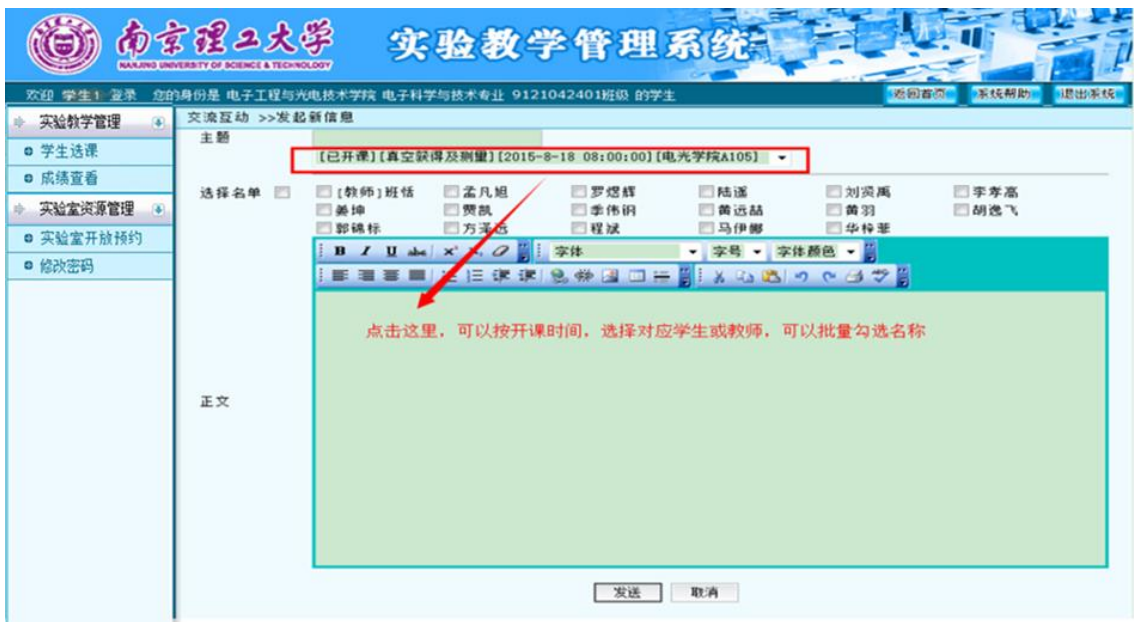 南京理工大学 实验教学管理系统
NANJING UNIVERSITY OF SCIENCE & TECHNOLOGY
欢迎 学生1 登录 您的身份是 电子工程与光电技术学院 电子科学与技术专业 9121042401班级 的学生 返回首页 系统帮助 退出系统
实验教学管理
学生选课
成绩查看
实验室资源管理
实验室开放预约
修改密码
交流互动 >>发起新信息
主题
[已开课][真空获得及测量][2015-8-18 08:00:00][电光学院A105]
选择名单 [教师]班恬 孟凡旭 罗煜辉 陆遥 刘贤禹 李孝高
姜坤 贾凯 季伟钥 黄远喆 黄羽 胡逸飞
郭锦标 方泽远 程斌 马伊娜 华梓菲
B I U abc x² x₂ 字体 字号 字体颜色
点击这里，可以按开课时间，选择对应学生或教师，可以批量勾选名称
正文
发送 取消